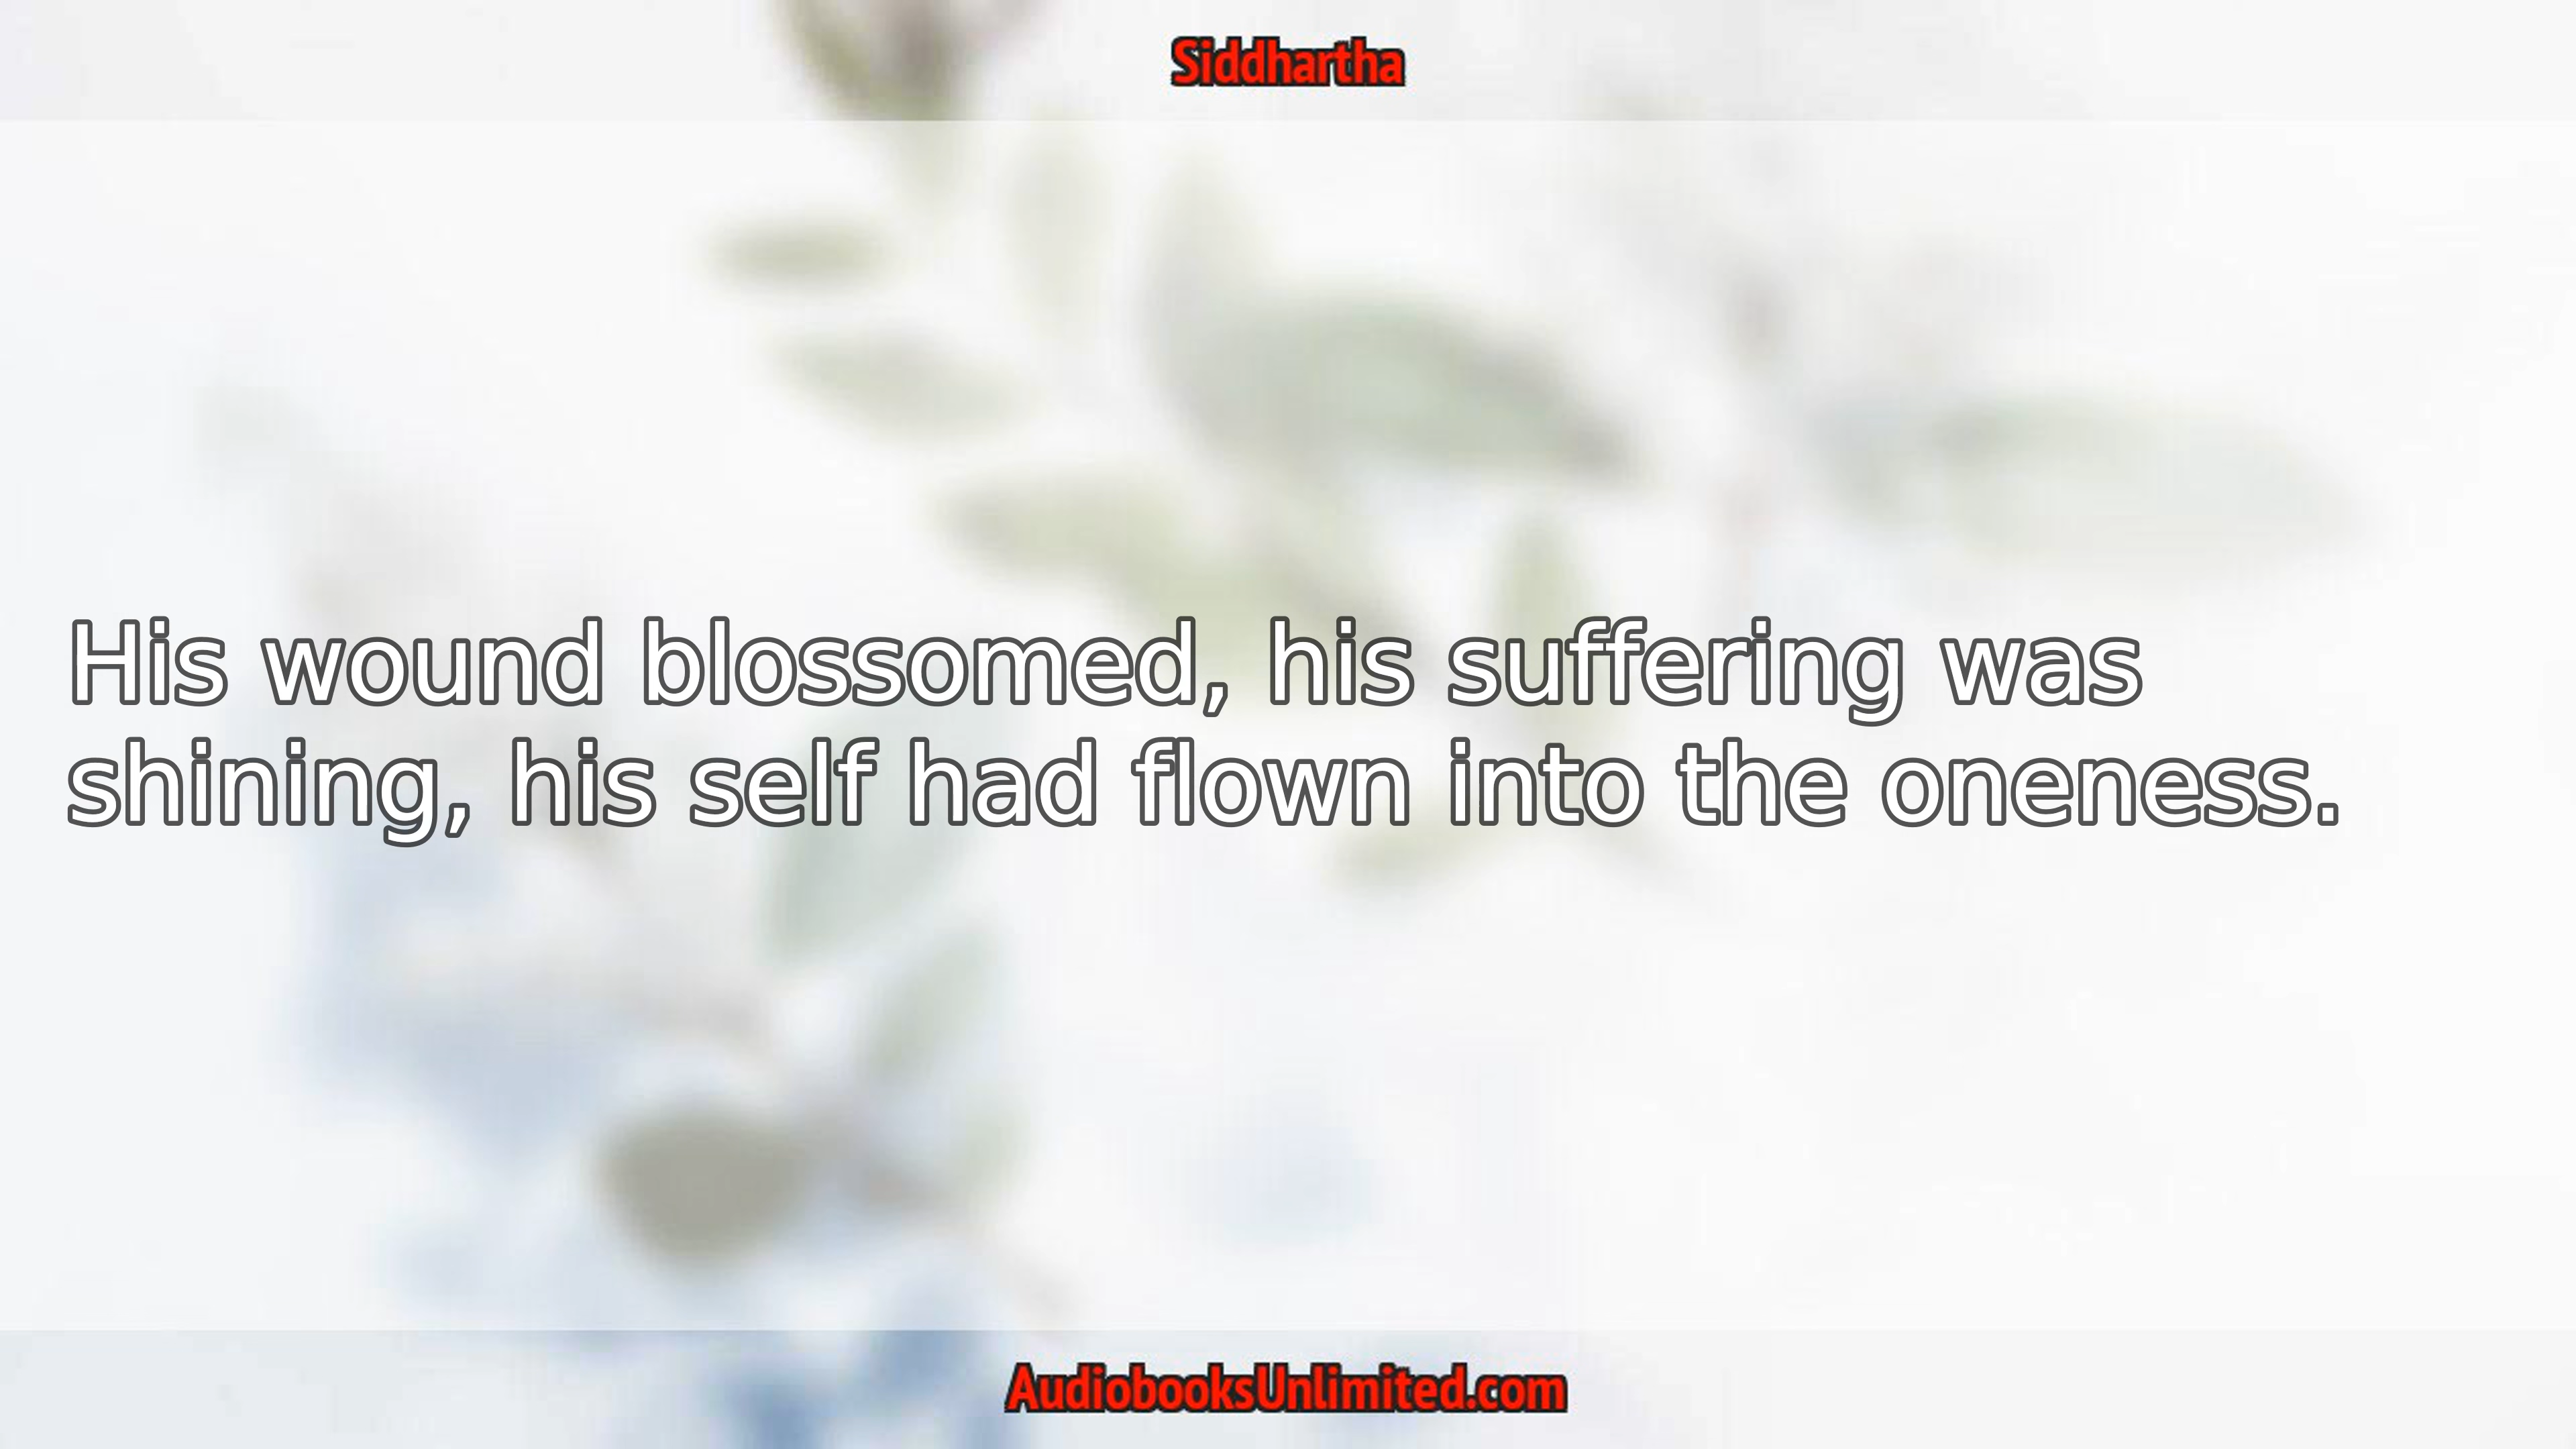 Siddhartha
His wound blossomed, his suffering was
shining, his self had flown into the oneness.
AudiobooksUnlimited.com